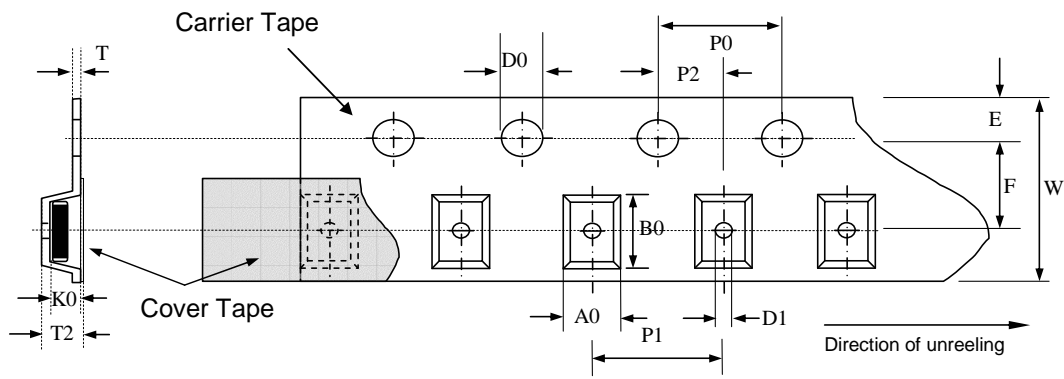 Carrier Tape
T
D0
P0
P2
E
F
W
B0
K0
T2
Cover Tape
A0
P1
D1
Direction of unreeling